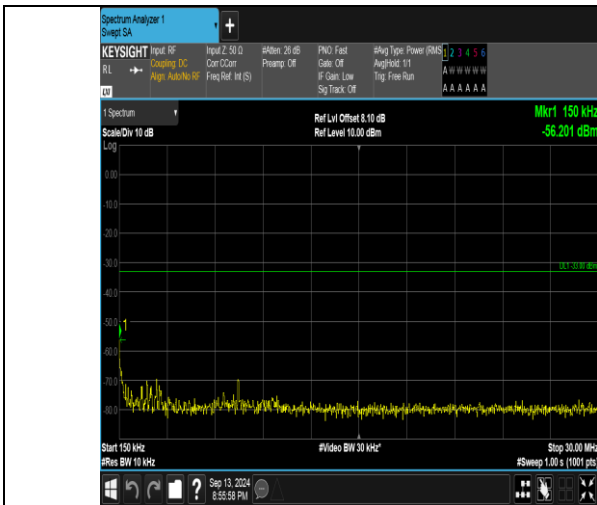 Spectrum Analyzer 1
Swept SA
+
KEYSIGHT
RL
Input: RF
Coupling: DC
Align: Auto/No RF
Input Z: 50 Ω
Corr CCorr
Freq Ref: Int (S)
#Atten: 26 dB
Preamp: Off
PNO: Fast
Gate: Off
IF Gain: Low
Sig Track: Off
#Avg Type: Power (RMS
Avg|Hold: 1/1
Trig: Free Run
1 2 3 4 5 6
A W W W W W
A A A A A A
LXI
1 Spectrum
Scale/Div 10 dB
Log
Ref Lvl Offset 8.10 dB
Ref Level 10.00 dBm
Mkr1 150 kHz
-56.201 dBm
0.00
-10.0
-20.0
-30.0
DL1 -33.00 dBm
-40.0
-50.0
1
-60.0
-70.0
-80.0
Start 150 kHz
#Res BW 10 kHz
#Video BW 30 kHz*
Stop 30.00 MHz
#Sweep 1.00 s (1001 pts)
?
Sep 13, 2024
8:55:58 PM